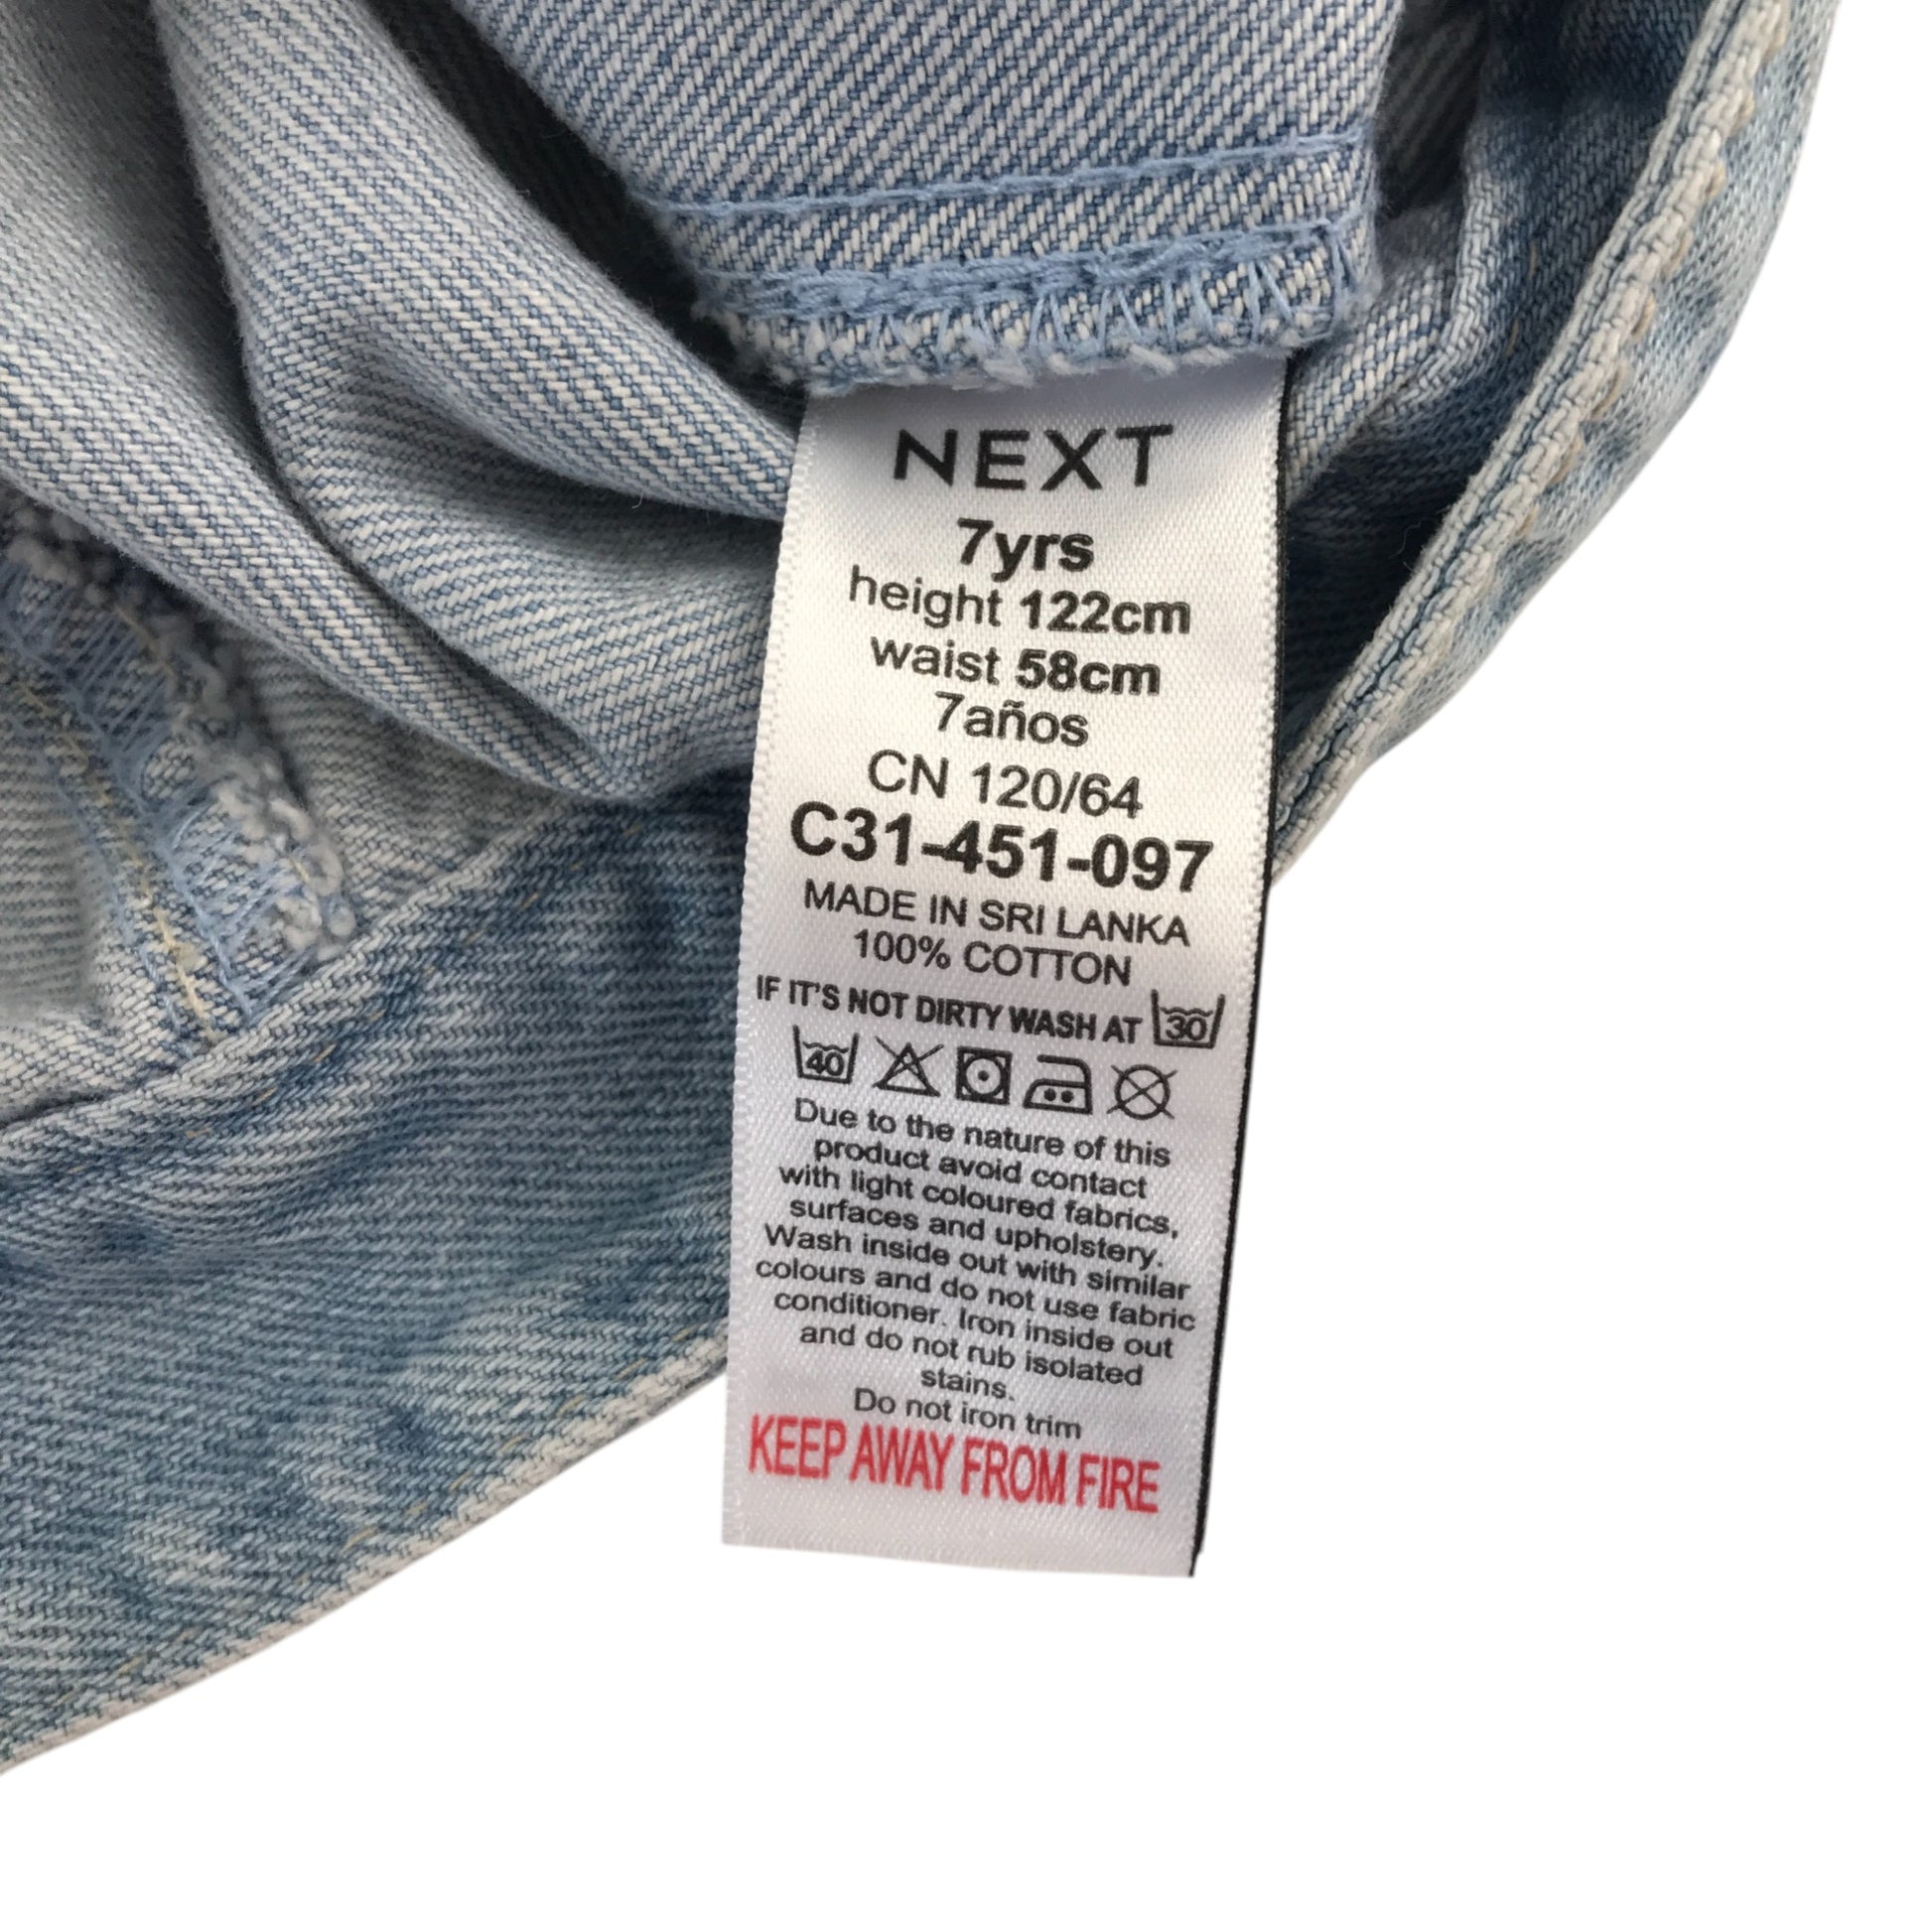 NEXT
7yrs
height 122cm
waist 58cm
7años
CN 120/64
C31-451-097
MADE IN SRI LANKA
100% COTTON
IF IT'S NOT DIRTY WASH AT 30
40
Due to the nature of this
product avoid contact
with light coloured fabrics,
surfaces and upholstery.
Wash inside out with similar
colours and do not use fabric
conditioner. Iron inside out
and do not rub isolated
stains.
Do not iron trim
KEEP AWAY FROM FIRE